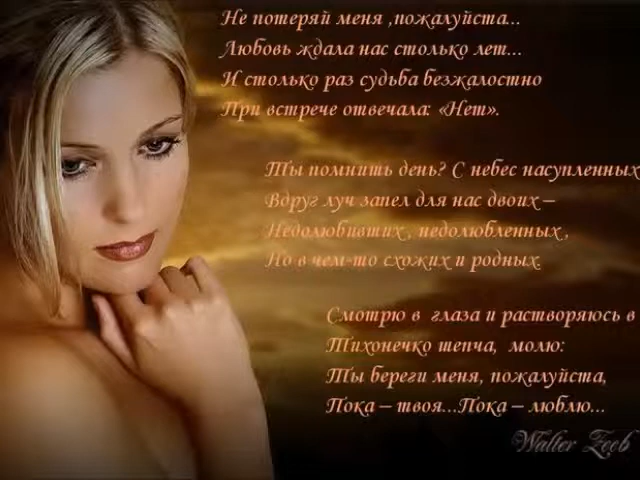 Не потеряй меня ,пожалуйста...
Любовь ждала нас столько лет...
И столько раз судьба безжалостно
При встрече отвечала: «Нет».
Ты помнишь день? С небес насупленных
Вдруг луч запел для нас двоих –
Недолюбивших , недолюбленных ,
Но в чем-то схожих и родных
Смотрю в глаза и растворяюсь в
Тихонечко шепча, молю:
Ты береги меня, пожалуйста,
Пока – твоя...Пока – люблю...
Walter Zeeb